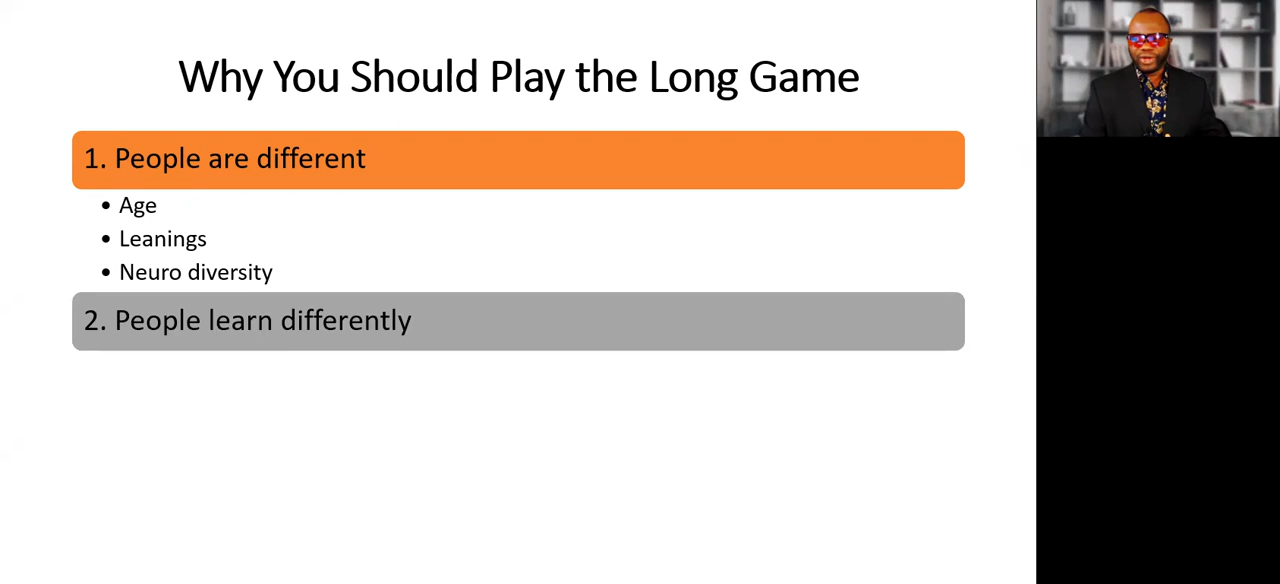 Why You Should Play the Long Game
1. People are different
• Age
• Leanings
• Neuro diversity
2. People learn differently